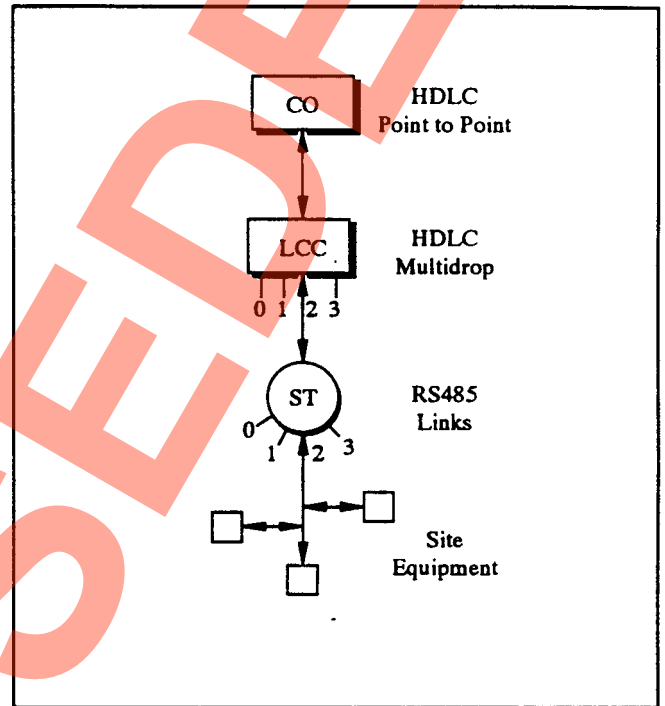 CO
HDLC
Point to Point
LCC
HDLC
Multidrop
0 1 2 3
ST
RS485
Links
0 1 2 3
Site
Equipment
SEDE